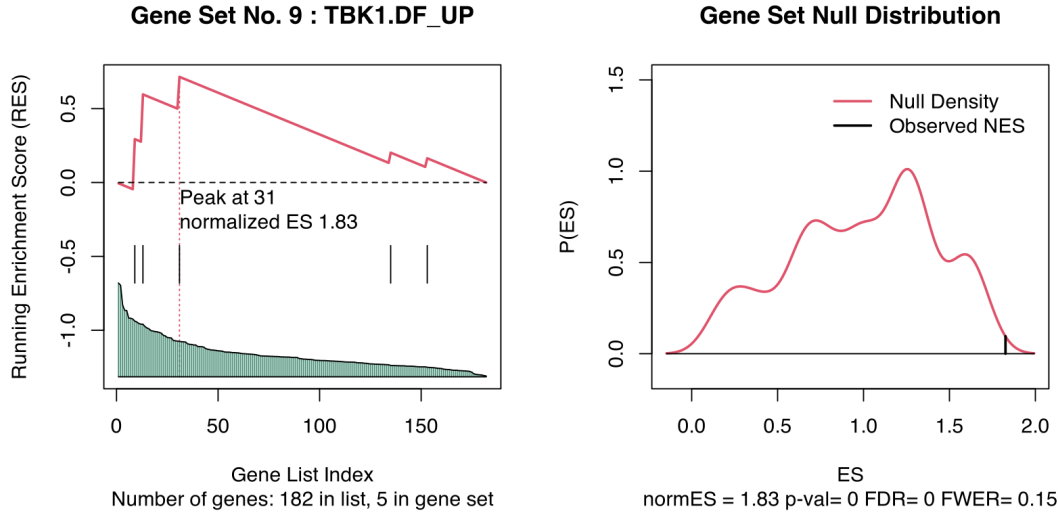 Gene Set No. 9 : TBK1.DF_UP
Running Enrichment Score (RES)
0.5
0.0
-0.5
-1.0
Peak at 31
normalized ES 1.83
0 50 100 150
Gene List Index
Number of genes: 182 in list, 5 in gene set
Gene Set Null Distribution
P(ES)
1.5
1.0
0.5
0.0
Null Density
Observed NES
0.0 0.5 1.0 1.5 2.0
ES
normES = 1.83 p-val= 0 FDR= 0 FWER= 0.15